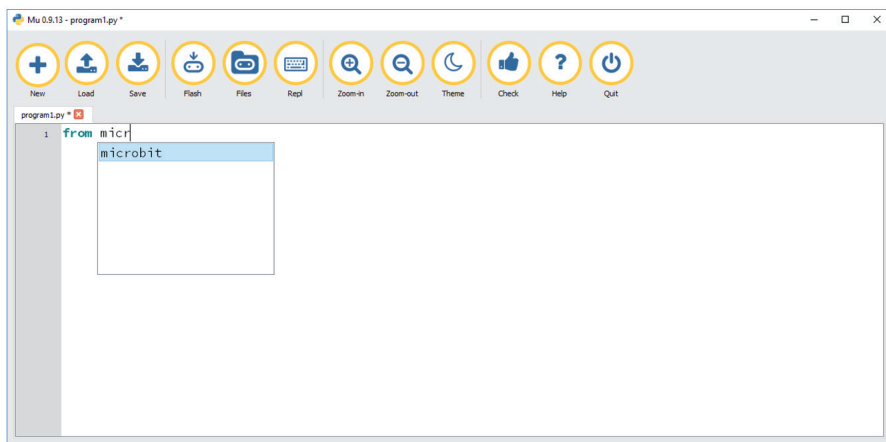 Mu 0.9.13 - program1.py *
New Load Save Flash Files Repl Zoom-in Zoom-out Theme Check Help Quit
program1.py *
1 from micr
microbit